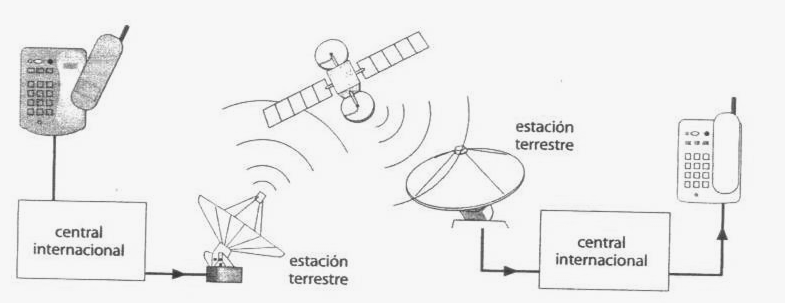 central
internacional
estación
terrestre
estación
terrestre
central
internacional